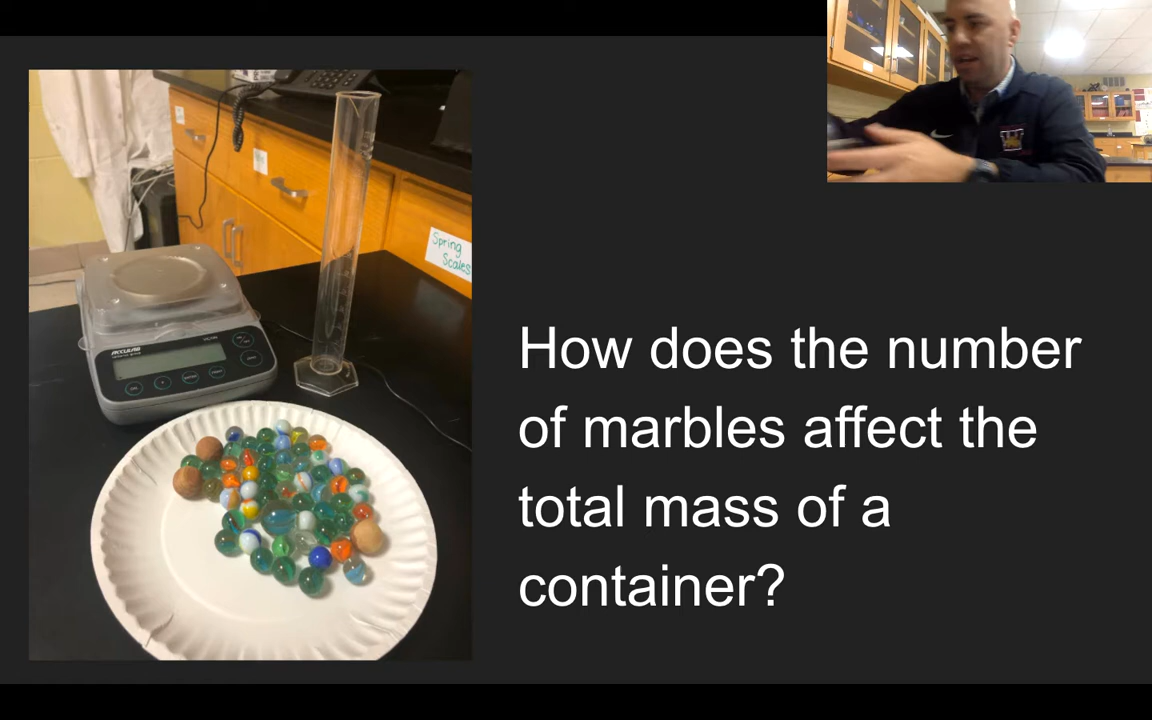 Spring
Scales
ACCULAB
How does the number
of marbles affect the
total mass of a
container?